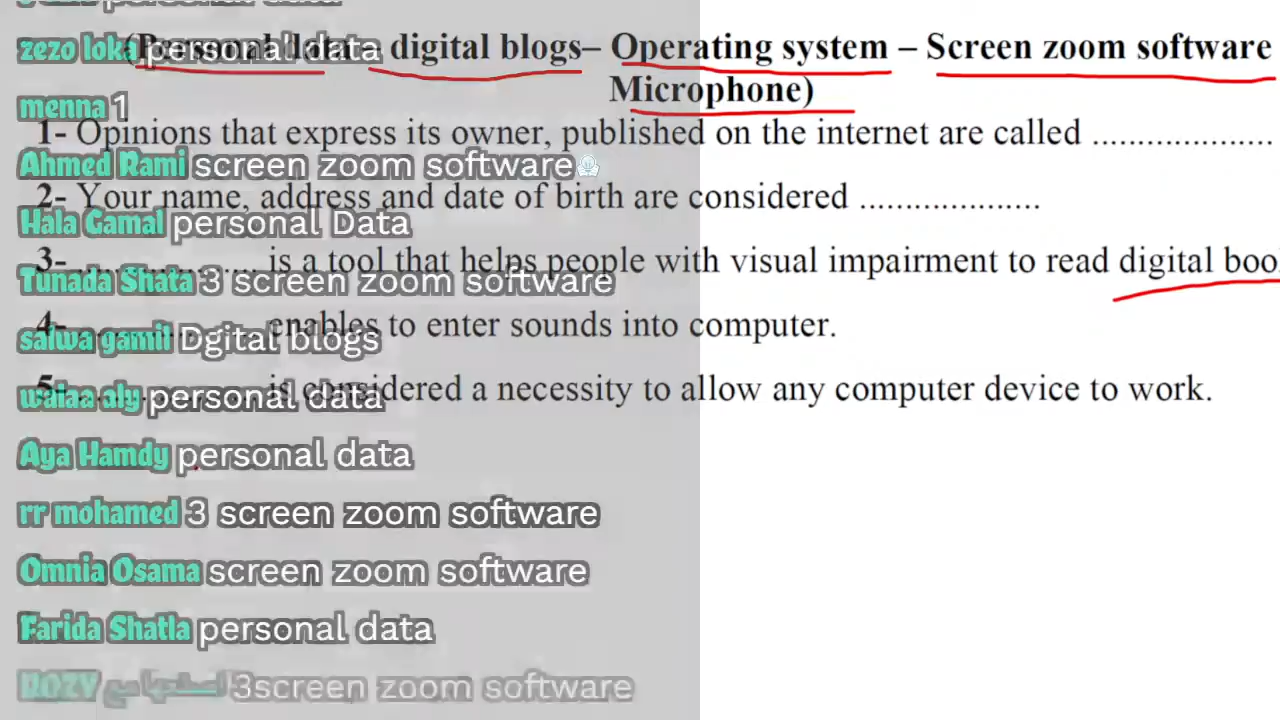 personal data
(Personal data – digital blogs– Operating system – Screen zoom software
zezo loka personal data
Microphone)
menna 1
1- Opinions that express its owner, published on the internet are called ....................
Ahmed Rami screen zoom software
2- Your name, address and date of birth are considered ....................
Hala Gamal personal Data
3- .................... is a tool that helps people with visual impairment to read digital boo
Tunada Shata 3 screen zoom software
4- .................... enables to enter sounds into computer.
salwa gamil Dgital blogs
5- .................... is considered a necessity to allow any computer device to work.
walaa aly personal data
Aya Hamdy personal data
rr mohamed 3 screen zoom software
Omnia Osama screen zoom software
Farida Shatla personal data
ROZY 3screen zoom software